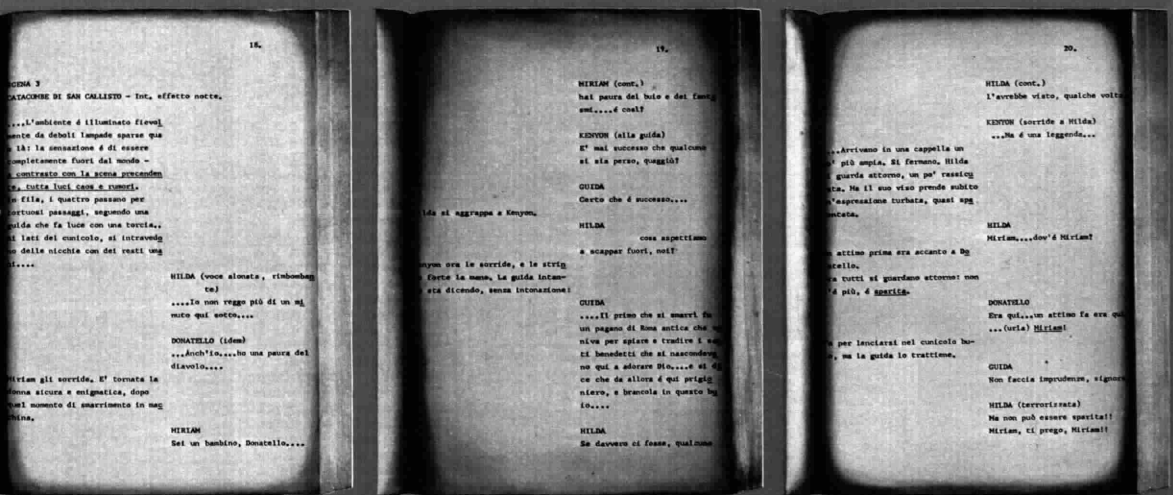 18.
SCENA 3
CATACOMBE DI SAN CALLISTO - Int. effetto notte.
....L'ambiente é illuminato fievol
mente da deboli lampade sparse qua
e là: la sensazione é di essere
completamente fuori dal mondo -
a contrasto con la scena preceden
te, tutta luci caos e rumori.
In fila, i quattro passano per
tortuosi passaggi, seguendo una
guida che fa luce con una torcia..
ai lati del cunicolo, si intravedo
no delle nicchie con dei resti uma
ni....
HILDA (voce alonata, rimbomban
te)
....Io non reggo più di un mi
nuto qui sotto....
DONATELLO (idem)
...Anch'io....ho una paura del
diavolo....
Miriam gli sorride. E' tornata la
donna sicura e enigmatica, dopo
quel momento di smarrimento in mac
china.
MIRIAM
Sei un bambino, Donatello....
19.
MIRIAM (cont.)
hai paura del buio e dei fanta
smi....é così?
KENYON (alla guida)
E' mai successo che qualcuno
si sia perso, quaggiù?
GUIDA
Certo che é successo....
lda si aggrappa a Kenyon.
HILDA
cosa aspettiamo
a scappar fuori, noi?
enyon ora le sorride, e le strin
forte la mano. La guida intan-
sta dicendo, senza intonazione:
GUIDA
....Il primo che si smarrì fu
un pagano di Roma antica che ve
niva per spiare e tradire i san
ti benedetti che si nascondeva
no qui a adorare Dio....e si di
ce che da allora é qui prigio
niero, e brancola in questo bu
io....
HILDA
Se davvero ci fosse, qualcuno
20.
HILDA (cont.)
l'avrebbe visto, qualche volta
KENYON (sorride a Hilda)
...Ma é una leggenda...
...Arrivano in una cappella un
o' più ampia. Si fermano. Hilda
guarda attorno, un po' rassicu
ata. Ma il suo viso prende subito
n'espressione turbata, quasi spa
entata.
HILDA
Miriam....dov'é Miriam?
n attimo prima era accanto a Do
atello.
ra tutti si guardano attorno: non
'é più, é sparita.
DONATELLO
Era qui...un attimo fa era qui
...(urla) Miriam!
a per lanciarsi nel cunicolo bu-
o, ma la guida lo trattiene.
GUIDA
Non faccia imprudenze, signore
HILDA (terrorizzata)
Ma non può essere sparita!!
Miriam, ti prego, Miriam!!